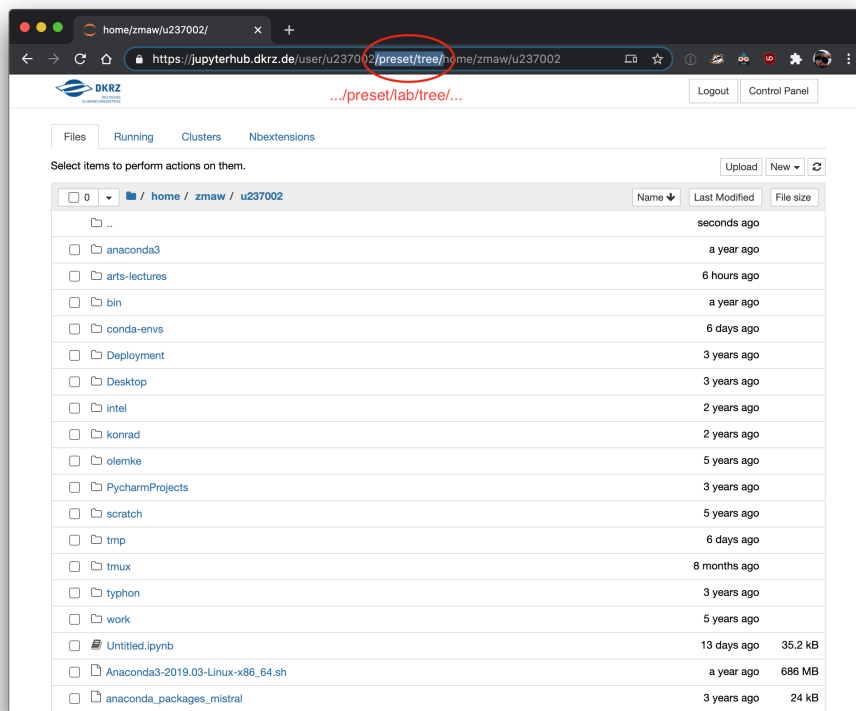 home/zmaw/u237002/
https://jupyterhub.dkrz.de/user/u237002/preset/tree/home/zmaw/u237002
DKRZ
.../preset/lab/tree/...
Logout Control Panel
Files Running Clusters Nbextensions
Select items to perform actions on them.
Upload New
0 / home / zmaw / u237002 Name Last Modified File size
.. seconds ago
anaconda3 a year ago
arts-lectures 6 hours ago
bin a year ago
conda-envs 6 days ago
Deployment 3 years ago
Desktop 3 years ago
intel 2 years ago
konrad 2 years ago
olemke 5 years ago
PycharmProjects 3 years ago
scratch 5 years ago
tmp 6 days ago
tmux 8 months ago
typhon 3 years ago
work 5 years ago
Untitled.ipynb 13 days ago 35.2 kB
Anaconda3-2019.03-Linux-x86_64.sh a year ago 686 MB
anaconda_packages_mistral 3 years ago 24 kB